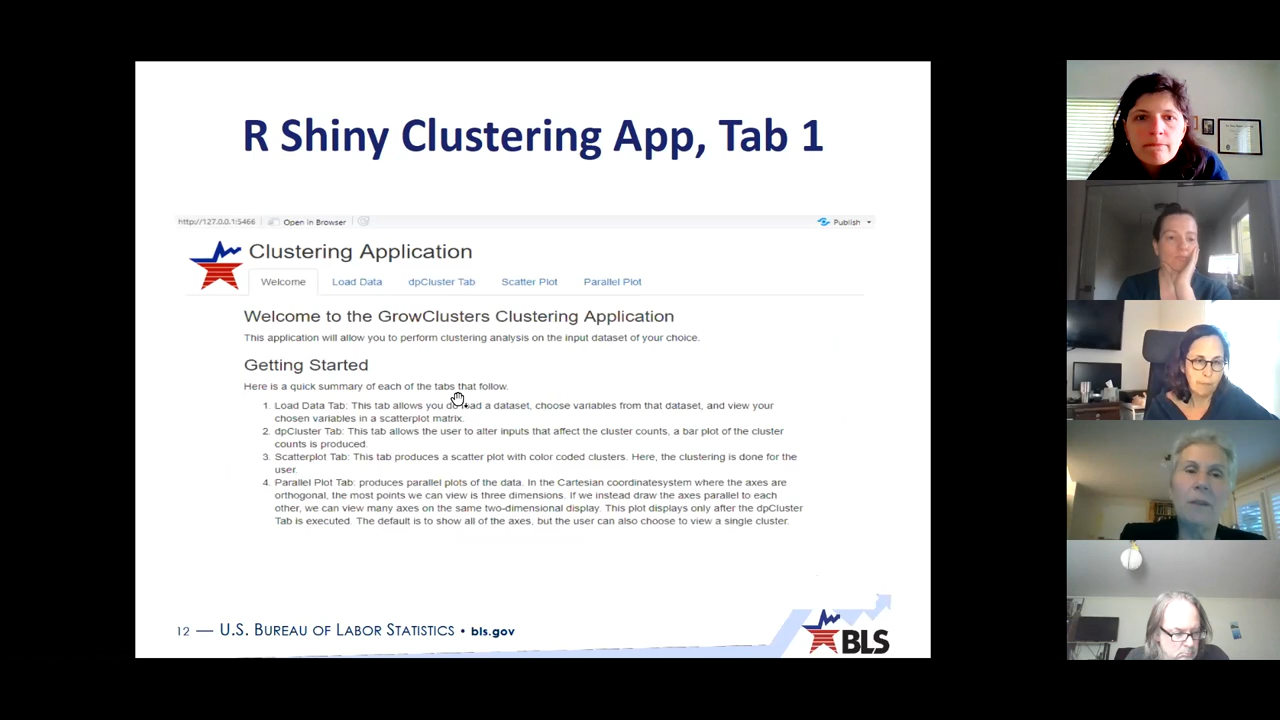 R Shiny Clustering App, Tab 1
http://127.0.0.1:5466 Open in Browser Publish
Clustering Application
Welcome Load Data dpCluster Tab Scatter Plot Parallel Plot
Welcome to the GrowClusters Clustering Application
This application will allow you to perform clustering analysis on the input dataset of your choice.
Getting Started
Here is a quick summary of each of the tabs that follow.
1. Load Data Tab: This tab allows you to load a dataset, choose variables from that dataset, and view your
chosen variables in a scatterplot matrix.
2. dpCluster Tab: This tab allows the user to alter inputs that affect the cluster counts, a bar plot of the cluster
counts is produced.
3. Scatterplot Tab: This tab produces a scatter plot with color coded clusters. Here, the clustering is done for the
user.
4. Parallel Plot Tab: produces parallel plots of the data. In the Cartesian coordinatesystem where the axes are
orthogonal, the most points we can view is three dimensions. If we instead draw the axes parallel to each
other, we can view many axes on the same two-dimensional display. This plot displays only after the dpCluster
Tab is executed. The default is to show all of the axes, but the user can also choose to view a single cluster.
12 — U.S. BUREAU OF LABOR STATISTICS • bls.gov
BLS